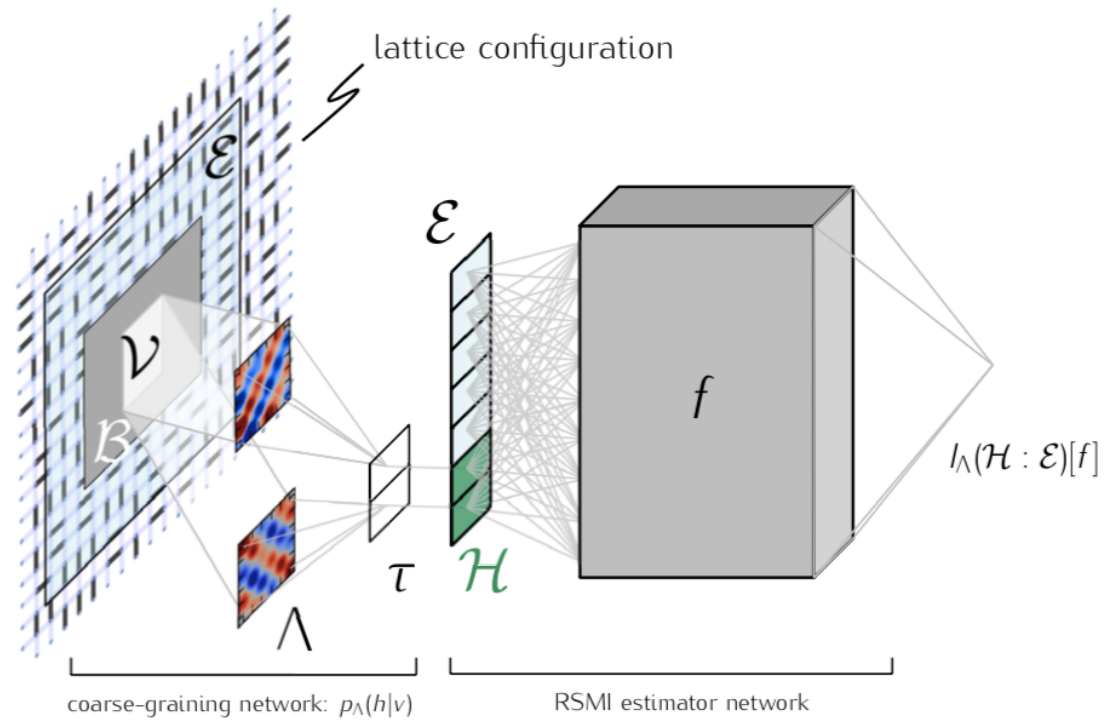 lattice configuration
ℰ
ℰ
𝒱
f
ℬ
I_Λ(ℋ : ℰ)[f]
τ
ℋ
Λ
coarse-graining network: p_Λ(h|v)
RSMI estimator network